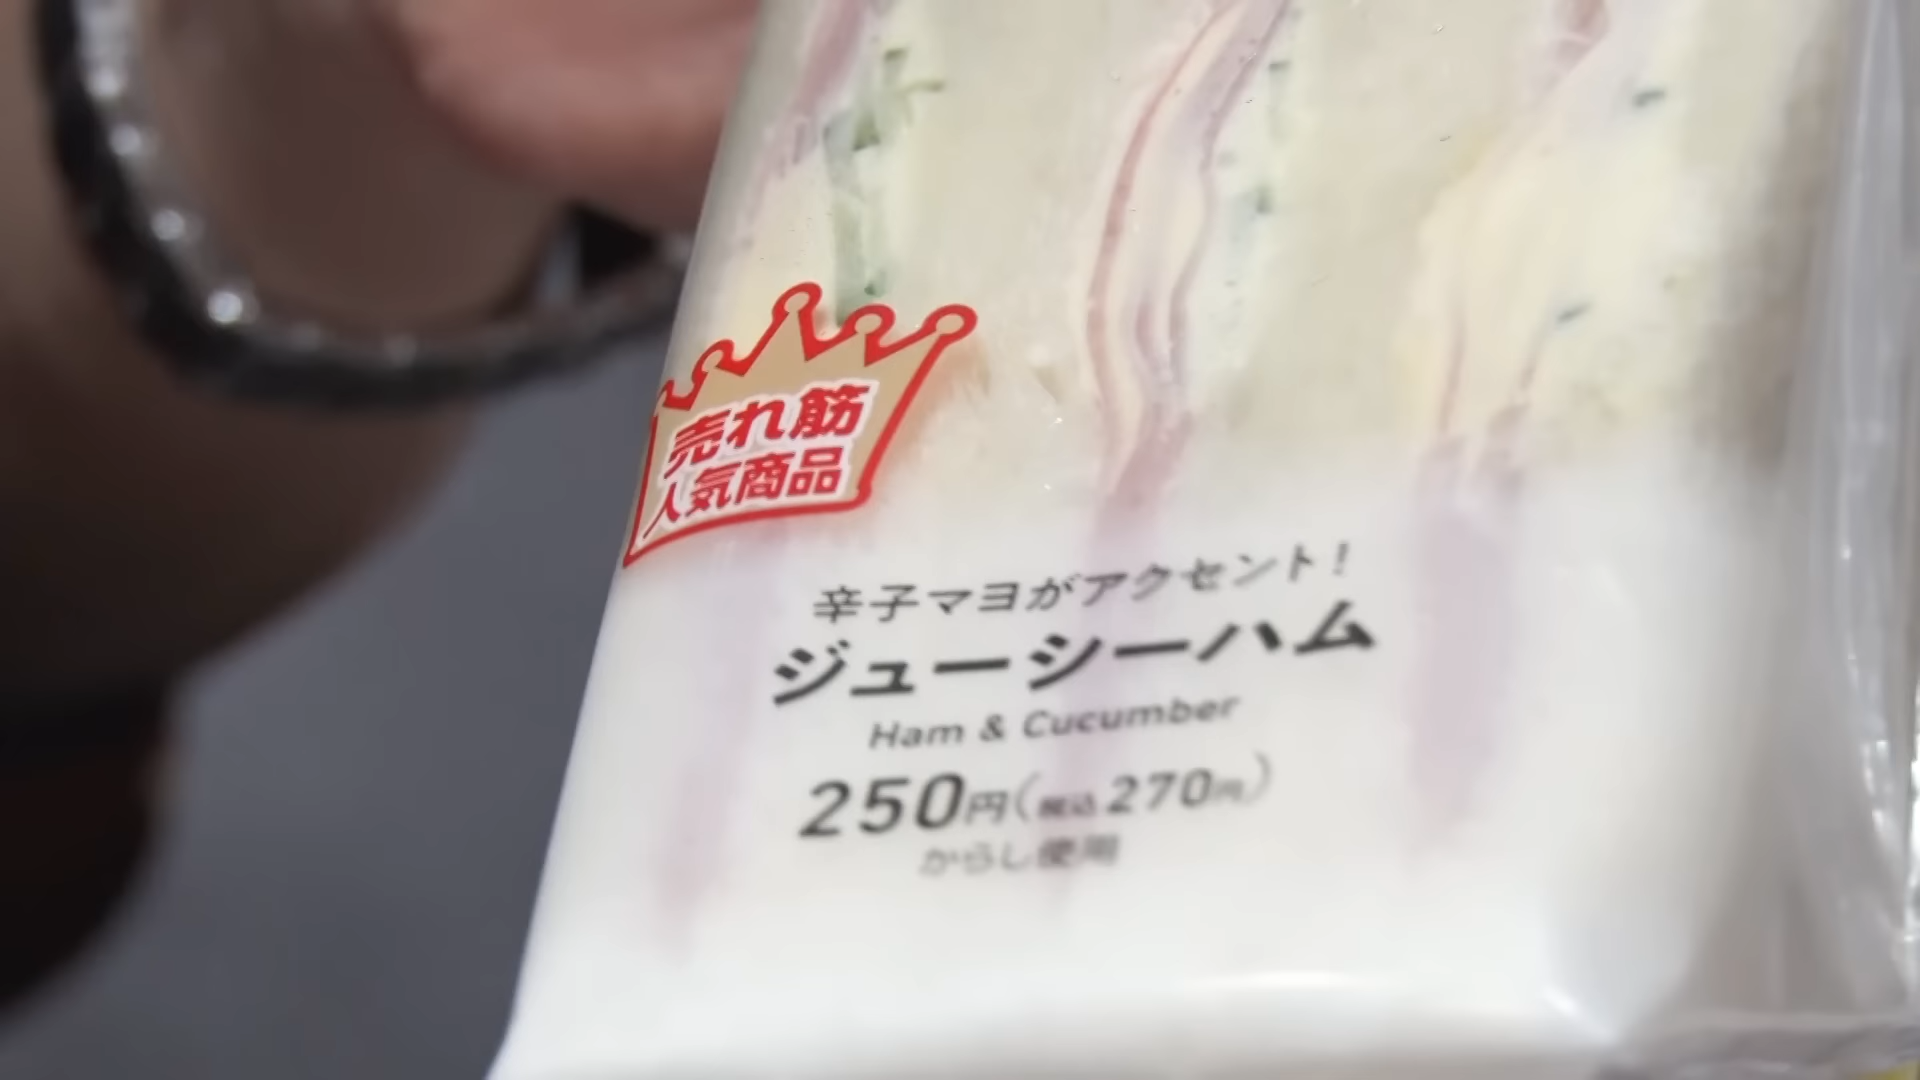 売れ筋
人気商品
辛子マヨがアクセント!
ジューシーハム
Ham & Cucumber
250円(税込270円)
からし使用